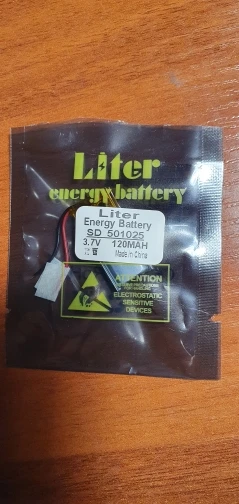 Liter
energy battery
Liter
Energy Battery
SD 501025
3.7V 120MAH
Made in China
ATTENTION
ELECTROSTATIC
SENSITIVE
DEVICES